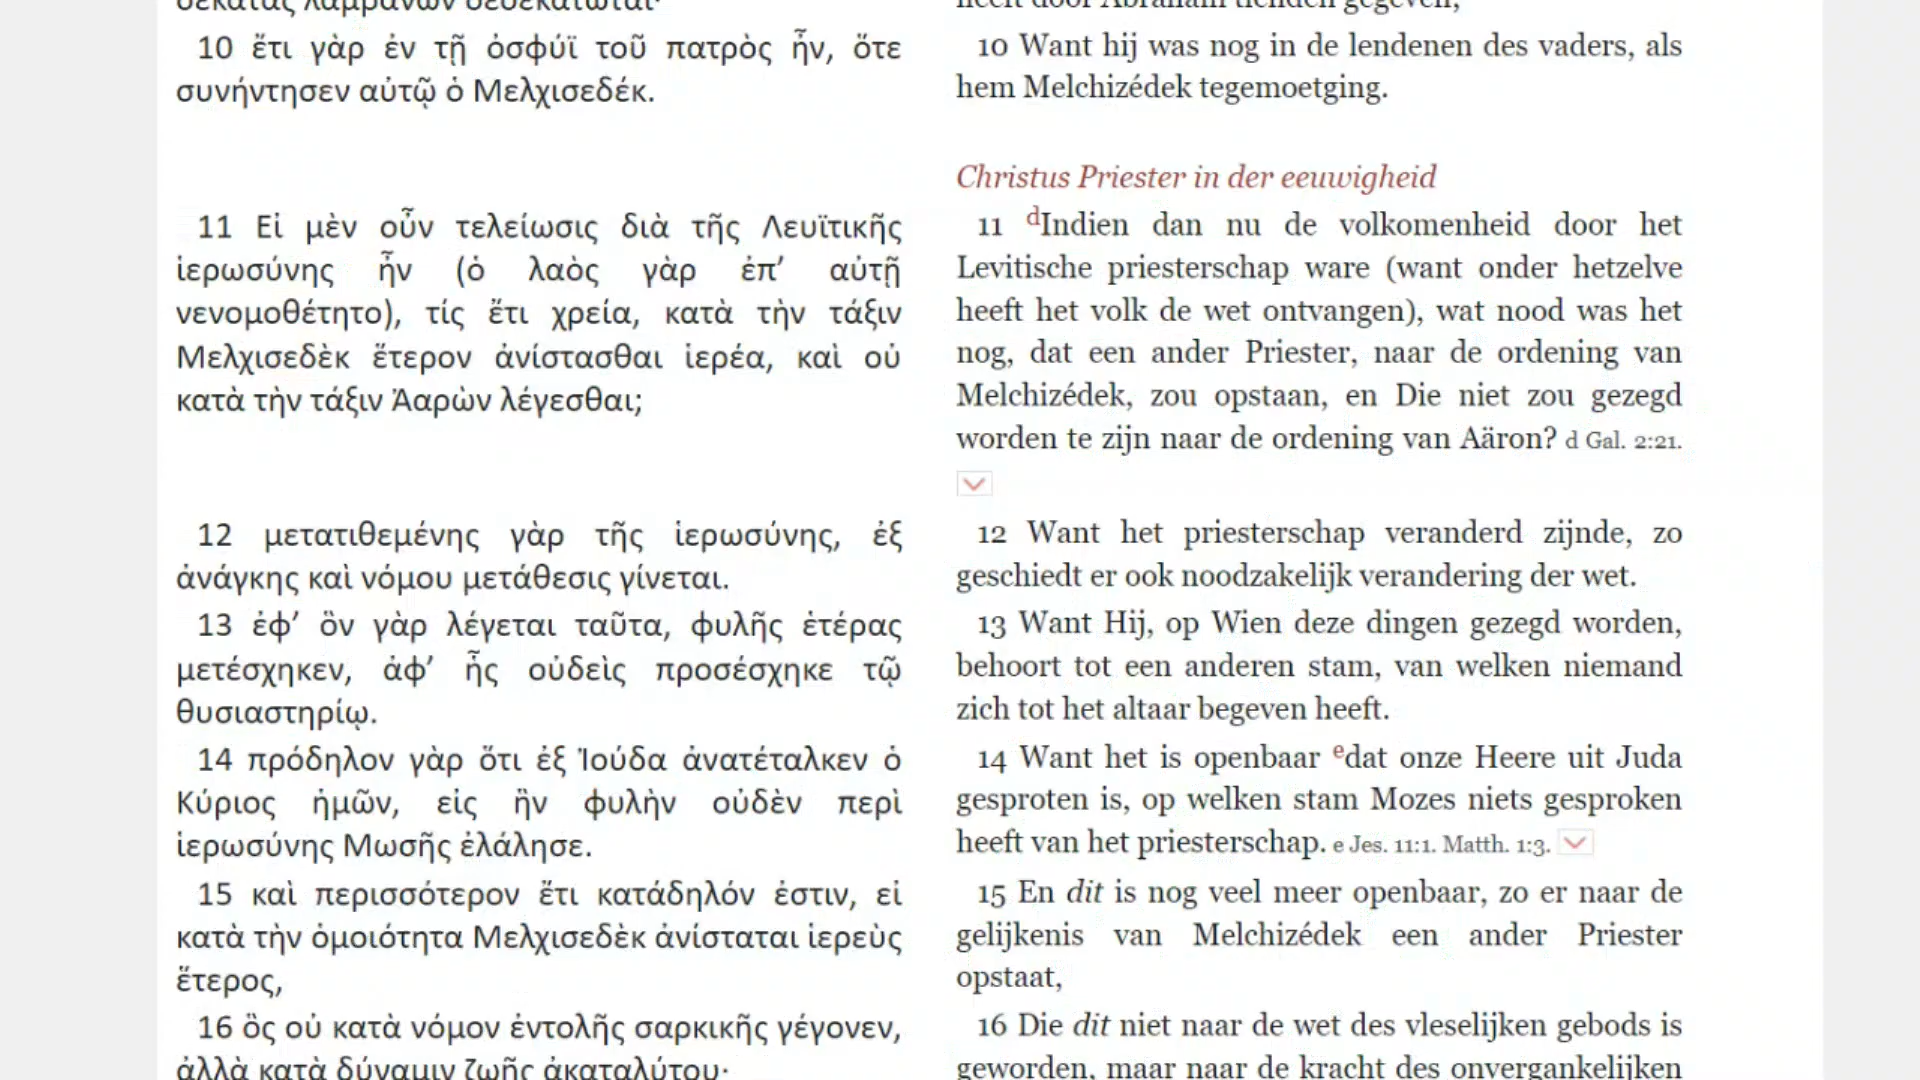 δεκάτας λαμβάνων δεδεκάτωται·
10 ἔτι γὰρ ἐν τῇ ὀσφύϊ τοῦ πατρὸς ἦν, ὅτε
συνήντησεν αὐτῷ ὁ Μελχισεδέκ.
11 Εἰ μὲν οὖν τελείωσις διὰ τῆς Λευϊτικῆς
ἱερωσύνης ἦν (ὁ λαὸς γὰρ ἐπ’ αὐτῇ
νενομοθέτητο), τίς ἔτι χρεία, κατὰ τὴν τάξιν
Μελχισεδὲκ ἕτερον ἀνίστασθαι ἱερέα, καὶ οὐ
κατὰ τὴν τάξιν Ἀαρὼν λέγεσθαι;
12 μετατιθεμένης γὰρ τῆς ἱερωσύνης, ἐξ
ἀνάγκης καὶ νόμου μετάθεσις γίνεται.
13 ἐφ’ ὃν γὰρ λέγεται ταῦτα, φυλῆς ἑτέρας
μετέσχηκεν, ἀφ’ ἧς οὐδεὶς προσέσχηκε τῷ
θυσιαστηρίῳ.
14 πρόδηλον γὰρ ὅτι ἐξ Ἰούδα ἀνατέταλκεν ὁ
Κύριος ἡμῶν, εἰς ἣν φυλὴν οὐδὲν περὶ
ἱερωσύνης Μωσῆς ἐλάλησε.
15 καὶ περισσότερον ἔτι κατάδηλόν ἐστιν, εἰ
κατὰ τὴν ὁμοιότητα Μελχισεδὲκ ἀνίσταται ἱερεὺς
ἕτερος,
16 ὃς οὐ κατὰ νόμον ἐντολῆς σαρκικῆς γέγονεν,
ἀλλὰ κατὰ δύναμιν ζωῆς ἀκαταλύτου·
heeft door Abraham tienden gegeven;
10 Want hij was nog in de lendenen des vaders, als
hem Melchizédek tegemoetging.
Christus Priester in der eeuwigheid
11 dIndien dan nu de volkomenheid door het
Levitische priesterschap ware (want onder hetzelve
heeft het volk de wet ontvangen), wat nood was het
nog, dat een ander Priester, naar de ordening van
Melchizédek, zou opstaan, en Die niet zou gezegd
worden te zijn naar de ordening van Aäron? d Gal. 2:21.
12 Want het priesterschap veranderd zijnde, zo
geschiedt er ook noodzakelijk verandering der wet.
13 Want Hij, op Wien deze dingen gezegd worden,
behoort tot een anderen stam, van welken niemand
zich tot het altaar begeven heeft.
14 Want het is openbaar edat onze Heere uit Juda
gesproten is, op welken stam Mozes niets gesproken
heeft van het priesterschap. e Jes. 11:1. Matth. 1:3.
15 En dit is nog veel meer openbaar, zo er naar de
gelijkenis van Melchizédek een ander Priester
opstaat,
16 Die dit niet naar de wet des vleselijken gebods is
geworden, maar naar de kracht des onvergankelijken